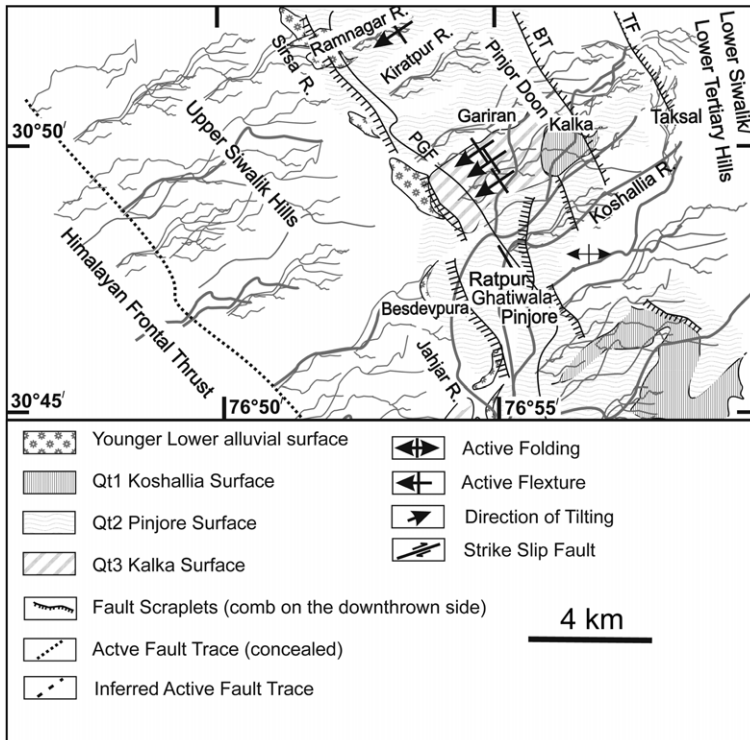 Ramnagar R.
Sirsa R.
Kiratpur R.
BT
TF
Lower Siwalik/
Lower Tertiary Hills
Pinjor Doon
30°50'
Upper Siwalik Hills
Gariran
Kalka
Taksal
PGF
Koshallia R.
Himalayan Frontal Thrust
Ratpur
Ghatiwala
Besdevpura
Pinjore
Jahjar R.
30°45'
76°50'
76°55'
Younger Lower alluvial surface
Qt1 Koshallia Surface
Qt2 Pinjore Surface
Qt3 Kalka Surface
Fault Scraplets (comb on the downthrown side)
Actve Fault Trace (concealed)
Inferred Active Fault Trace
Active Folding
Active Flexture
Direction of Tilting
Strike Slip Fault
4 km